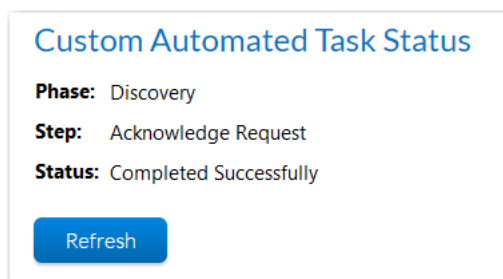 Custom Automated Task Status
Phase: Discovery
Step: Acknowledge Request
Status: Completed Successfully
Refresh